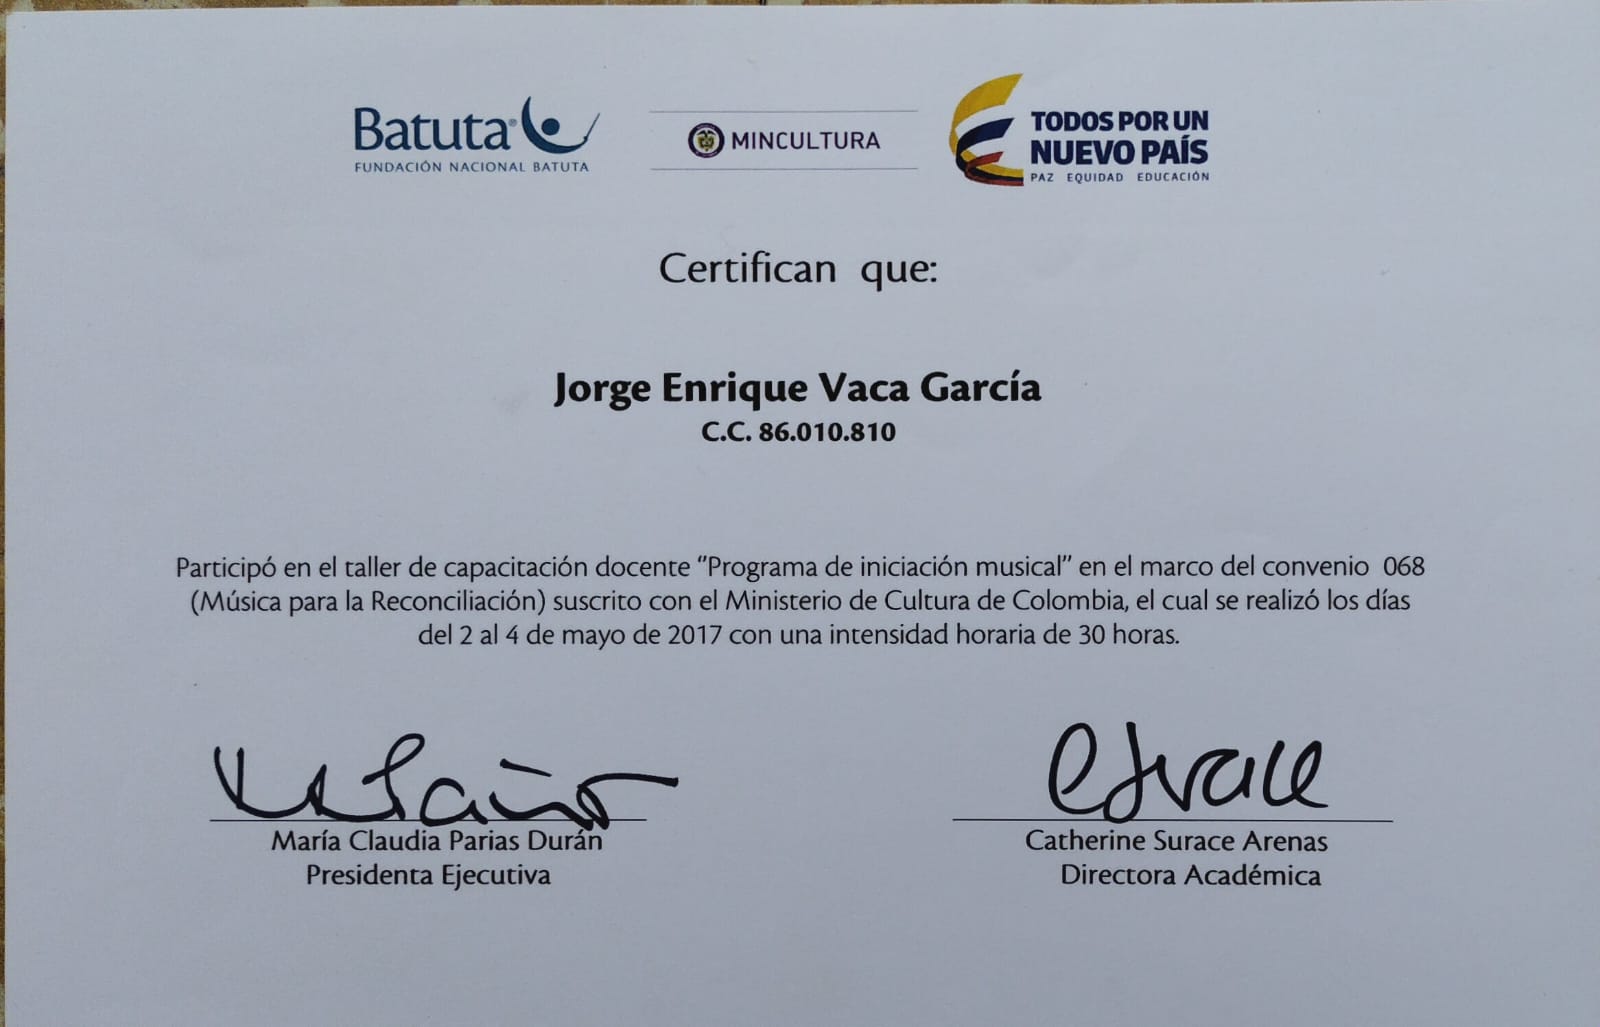 Batuta®
FUNDACIÓN NACIONAL BATUTA
MINCULTURA
TODOS POR UN
NUEVO PAÍS
PAZ EQUIDAD EDUCACIÓN
Certifican que:
Jorge Enrique Vaca García
C.C. 86.010.810
Participó en el taller de capacitación docente “Programa de iniciación musical” en el marco del convenio 068
(Música para la Reconciliación) suscrito con el Ministerio de Cultura de Colombia, el cual se realizó los días
del 2 al 4 de mayo de 2017 con una intensidad horaria de 30 horas.
María Claudia Parias Durán
Presidenta Ejecutiva
Catherine Surace Arenas
Directora Académica